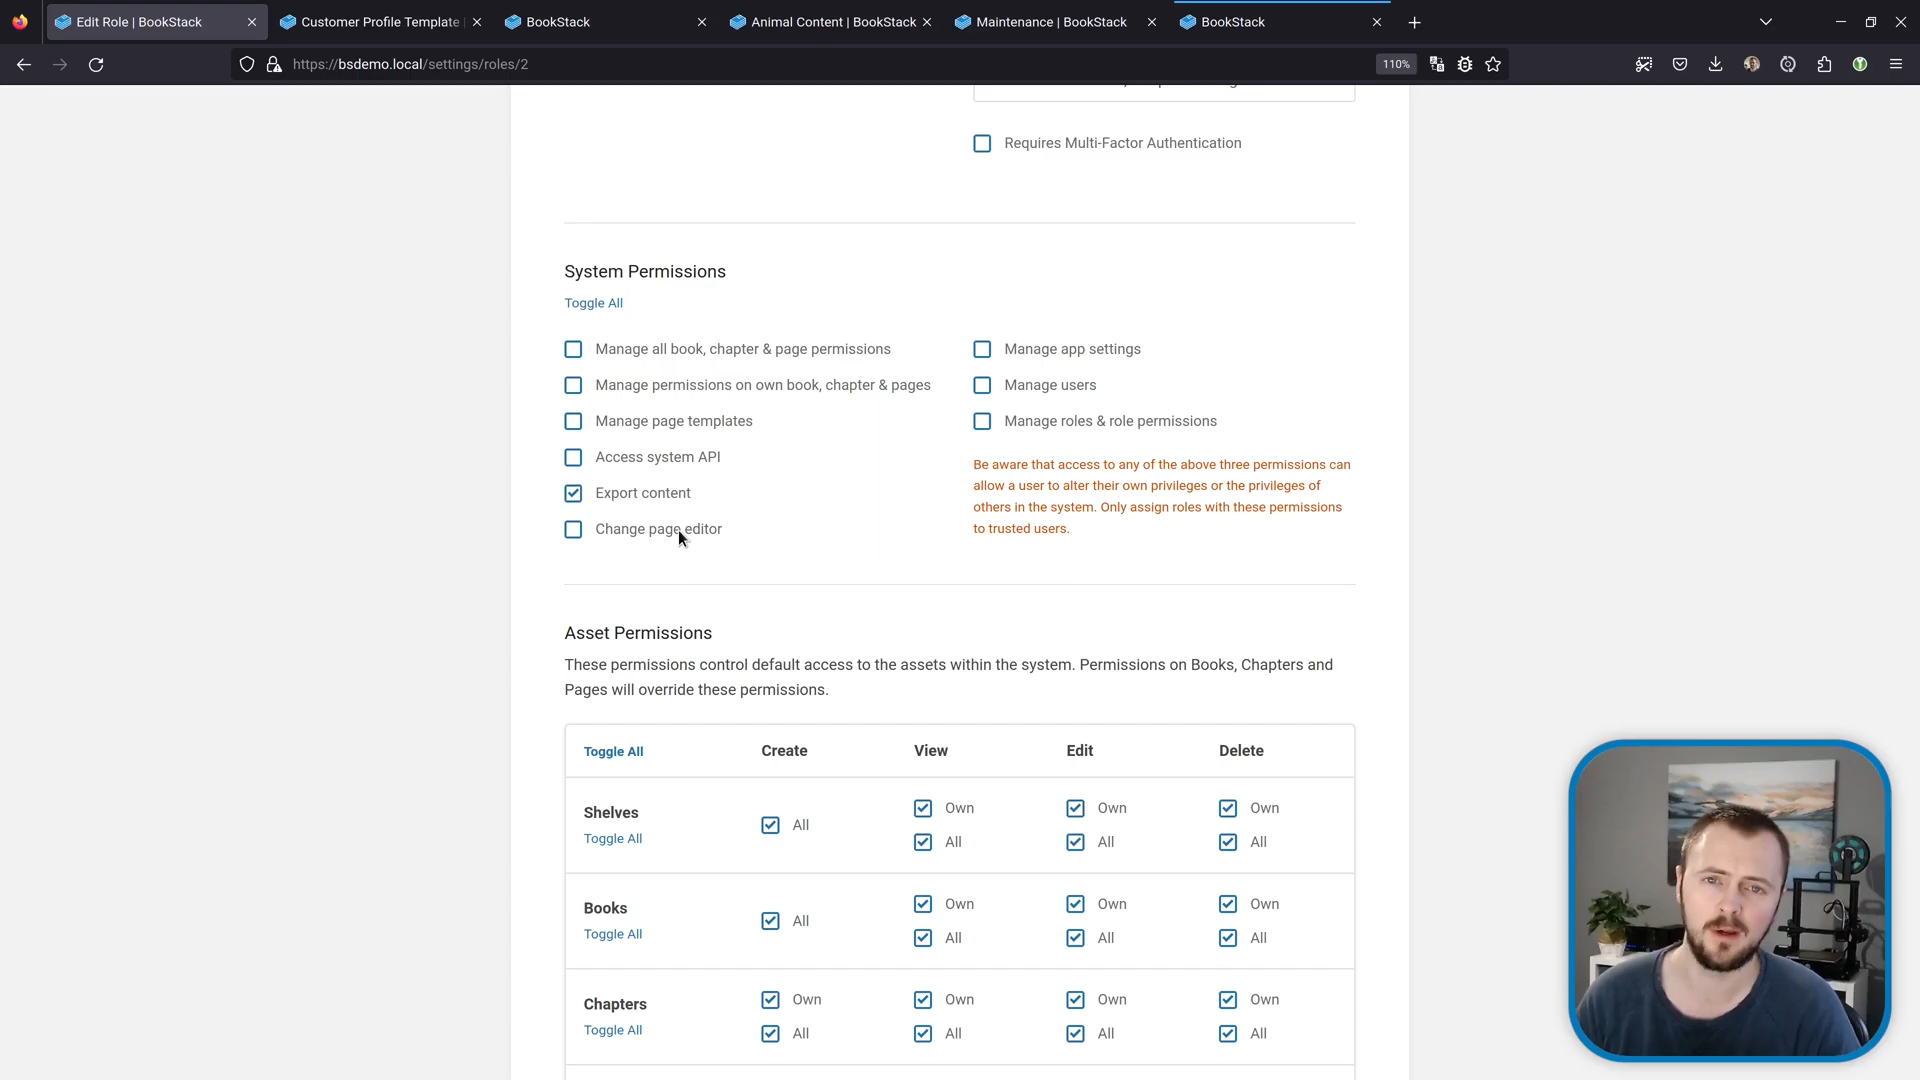 Edit Role | BookStack
Customer Profile Template
BookStack
Animal Content | BookStack
Maintenance | BookStack
BookStack
https://bsdemo.local/settings/roles/2
110%
Requires Multi-Factor Authentication
System Permissions
Toggle All
Manage all book, chapter & page permissions
Manage app settings
Manage permissions on own book, chapter & pages
Manage users
Manage page templates
Manage roles & role permissions
Access system API
Export content
Change page editor
Be aware that access to any of the above three permissions can
allow a user to alter their own privileges or the privileges of
others in the system. Only assign roles with these permissions
to trusted users.
Asset Permissions
These permissions control default access to the assets within the system. Permissions on Books, Chapters and
Pages will override these permissions.
Toggle All Create View Edit Delete
Shelves
Toggle All
All
Own Own Own
All All All
Books
Toggle All
All
Own Own Own
All All All
Chapters
Toggle All
Own Own Own Own
All All All All